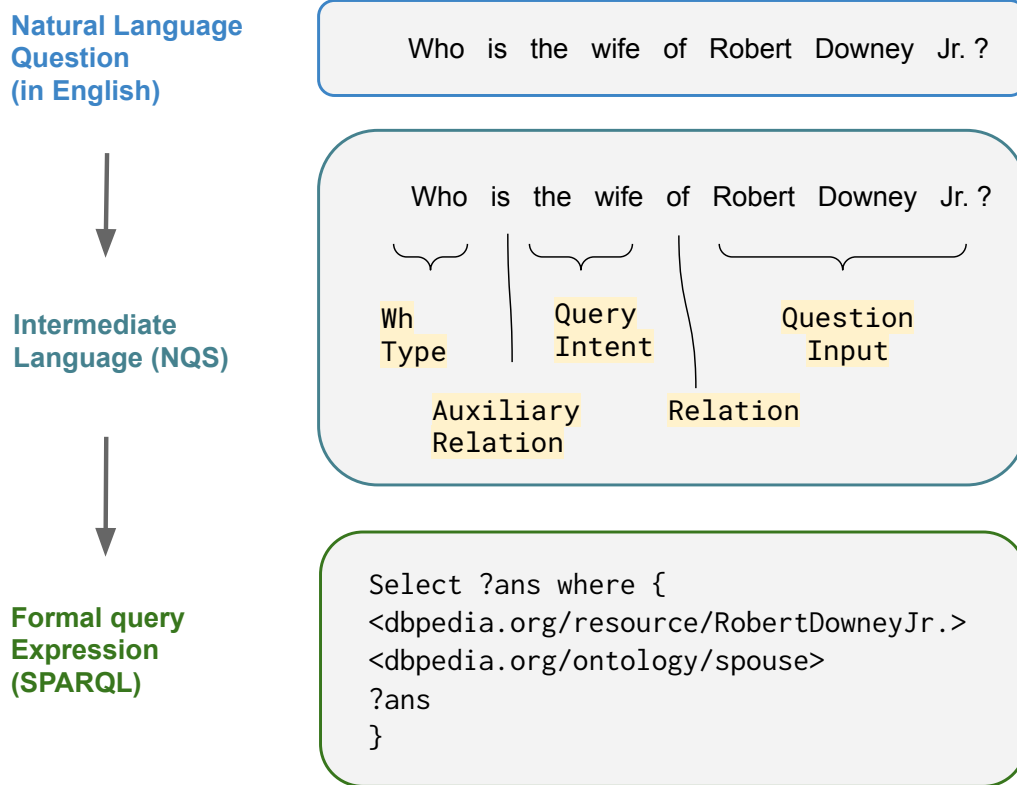 Natural Language
Question
(in English)
Who is the wife of Robert Downey Jr. ?
Who is the wife of Robert Downey Jr. ?
Wh
Type
Query
Intent
Question
Input
Auxiliary
Relation
Relation
Intermediate
Language (NQS)
Formal query
Expression
(SPARQL)
Select ?ans where {
<dbpedia.org/resource/RobertDowneyJr.>
<dbpedia.org/ontology/spouse>
?ans
}